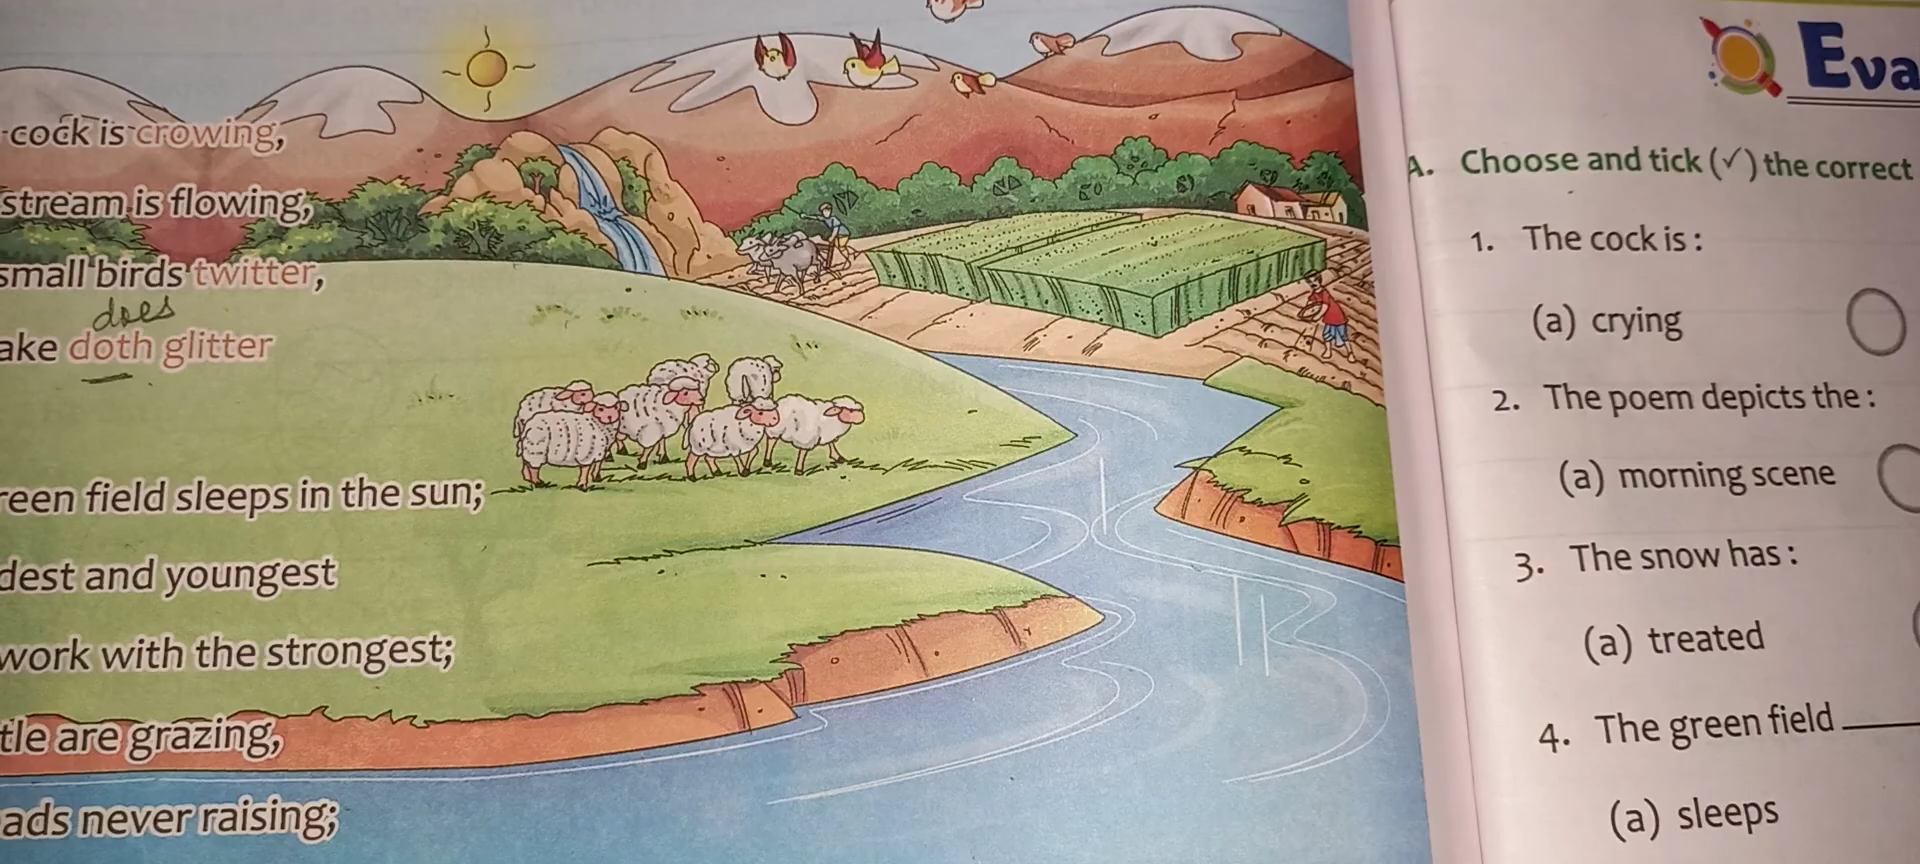 cock is crowing,
stream is flowing,
small birds twitter,
does
ake doth glitter
reen field sleeps in the sun;
dest and youngest
work with the strongest;
tle are grazing,
ads never raising;
Eva
A. Choose and tick (✓) the correct
1. The cock is :
(a) crying
2. The poem depicts the :
(a) morning scene
3. The snow has :
(a) treated
4. The green field ______
(a) sleeps